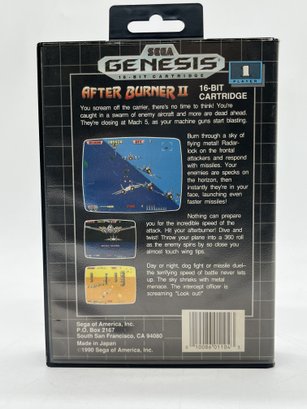 SEGA
GENESIS
16-BIT CARTRIDGE
1
PLAYER
AFTER BURNER II
16-BIT
CARTRIDGE
You scream off the carrier, there's no time to think! You're
caught in a swarm of enemy aircraft and more are dead ahead.
They're closing at Mach 5, as your machine guns start blasting.
Burn through a sky of
flying metal! Radar-
lock on the frontal
attackers and respond
with missiles. Your
enemies are specks on
the horizon, then
instantly they're in your
face, launching even
faster missiles!
Nothing can prepare
you for the incredible speed of the
attack. Hit your afterburner! Dive and
twist! Throw your plane into a 360 roll
as the enemy spins by so close you
almost touch wing tips.
Day or night, dog fight or missile duel–
the terrifying speed of battle never lets
up. The sky shrieks with metal
menace. The intercept officer is
screaming "Look out!"
Sega of America, Inc.
P.O. Box 2167
South San Francisco, CA 94080
Made in Japan
©1990 Sega of America, Inc.